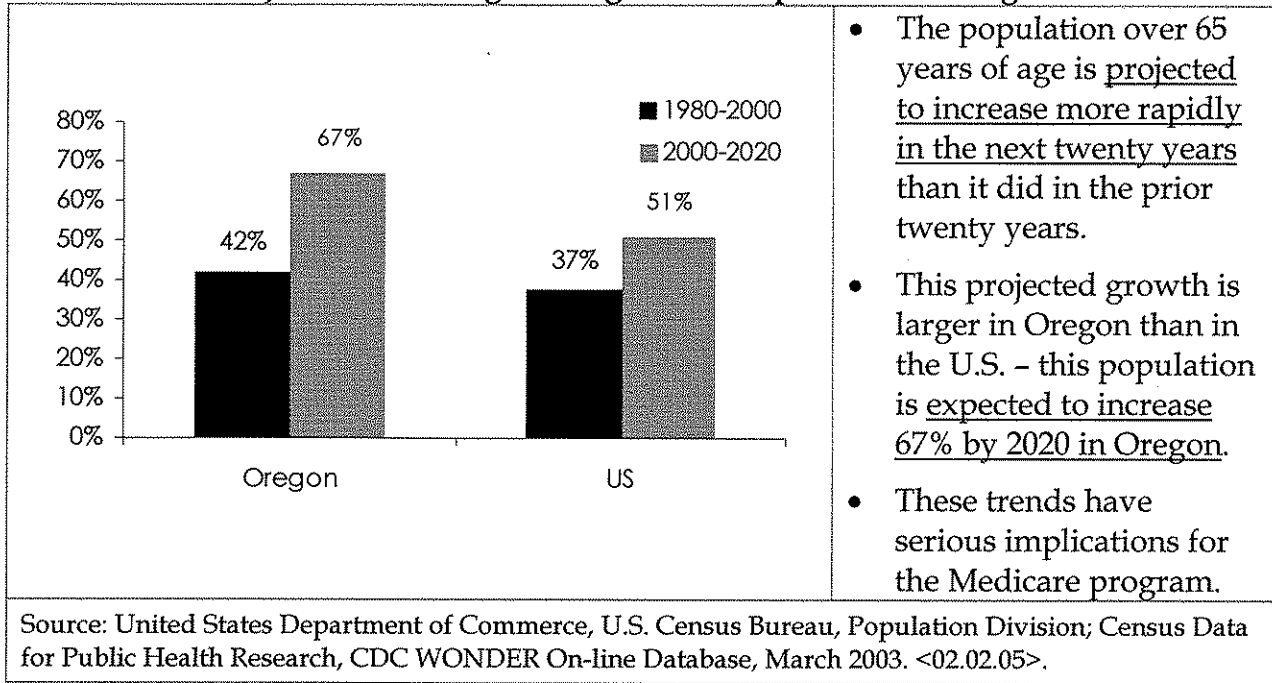 80%
70%
60%
50%
40%
30%
20%
10%
0%
42%
67%
37%
51%
1980-2000
2000-2020
Oregon
US
• The population over 65
years of age is projected
to increase more rapidly
in the next twenty years
than it did in the prior
twenty years.
• This projected growth is
larger in Oregon than in
the U.S. – this population
is expected to increase
67% by 2020 in Oregon.
• These trends have
serious implications for
the Medicare program.
Source: United States Department of Commerce, U.S. Census Bureau, Population Division; Census Data
for Public Health Research, CDC WONDER On-line Database, March 2003. <02.02.05>.